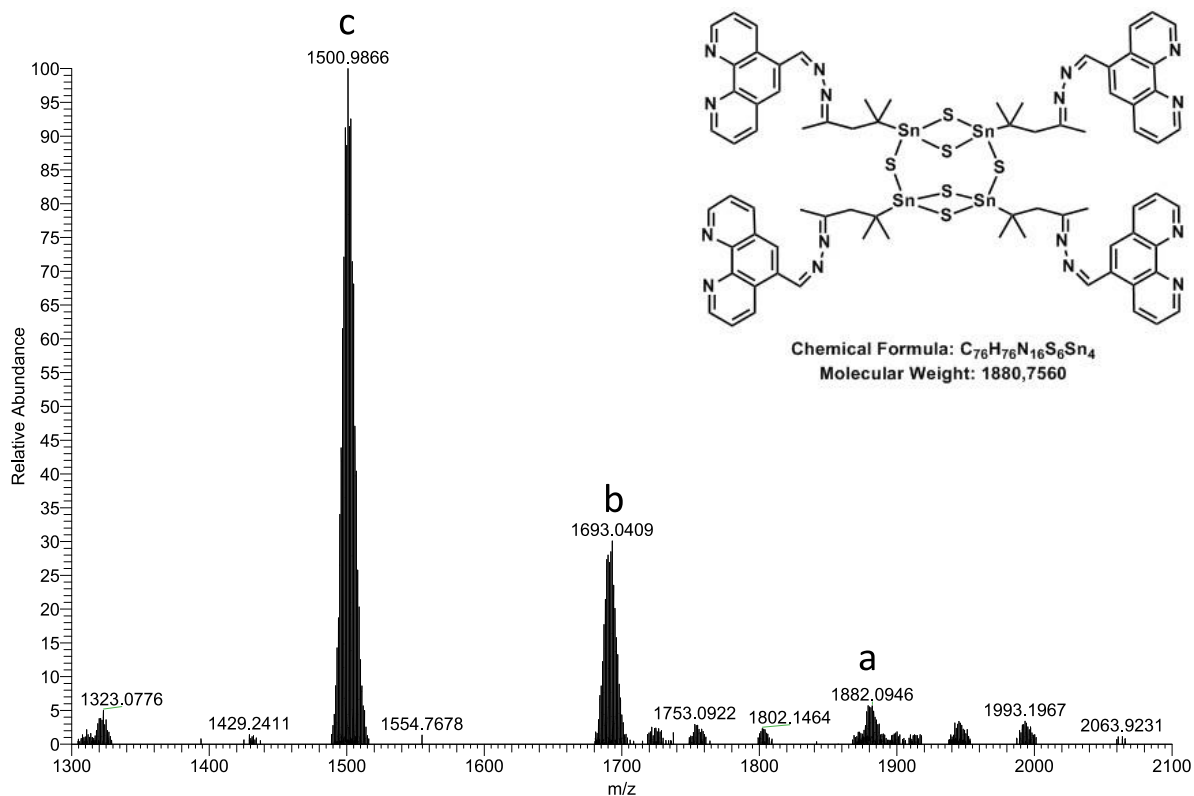 c
1500.9866
b
1693.0409
a
1882.0946
1323.0776
1429.2411
1554.7678
1753.0922
1802.1464
1993.1967
2063.9231
100
95
90
85
80
75
70
65
60
55
50
45
40
35
30
25
20
15
10
5
0
Relative Abundance
1300 1400 1500 1600 1700 1800 1900 2000 2100
m/z
N N N N
N N N N
Sn S Sn
S
S S
Sn S Sn
S
N N N N
N N N N
Chemical Formula: C₇₆H₇₆N₁₆S₆Sn₄
Molecular Weight: 1880,7560